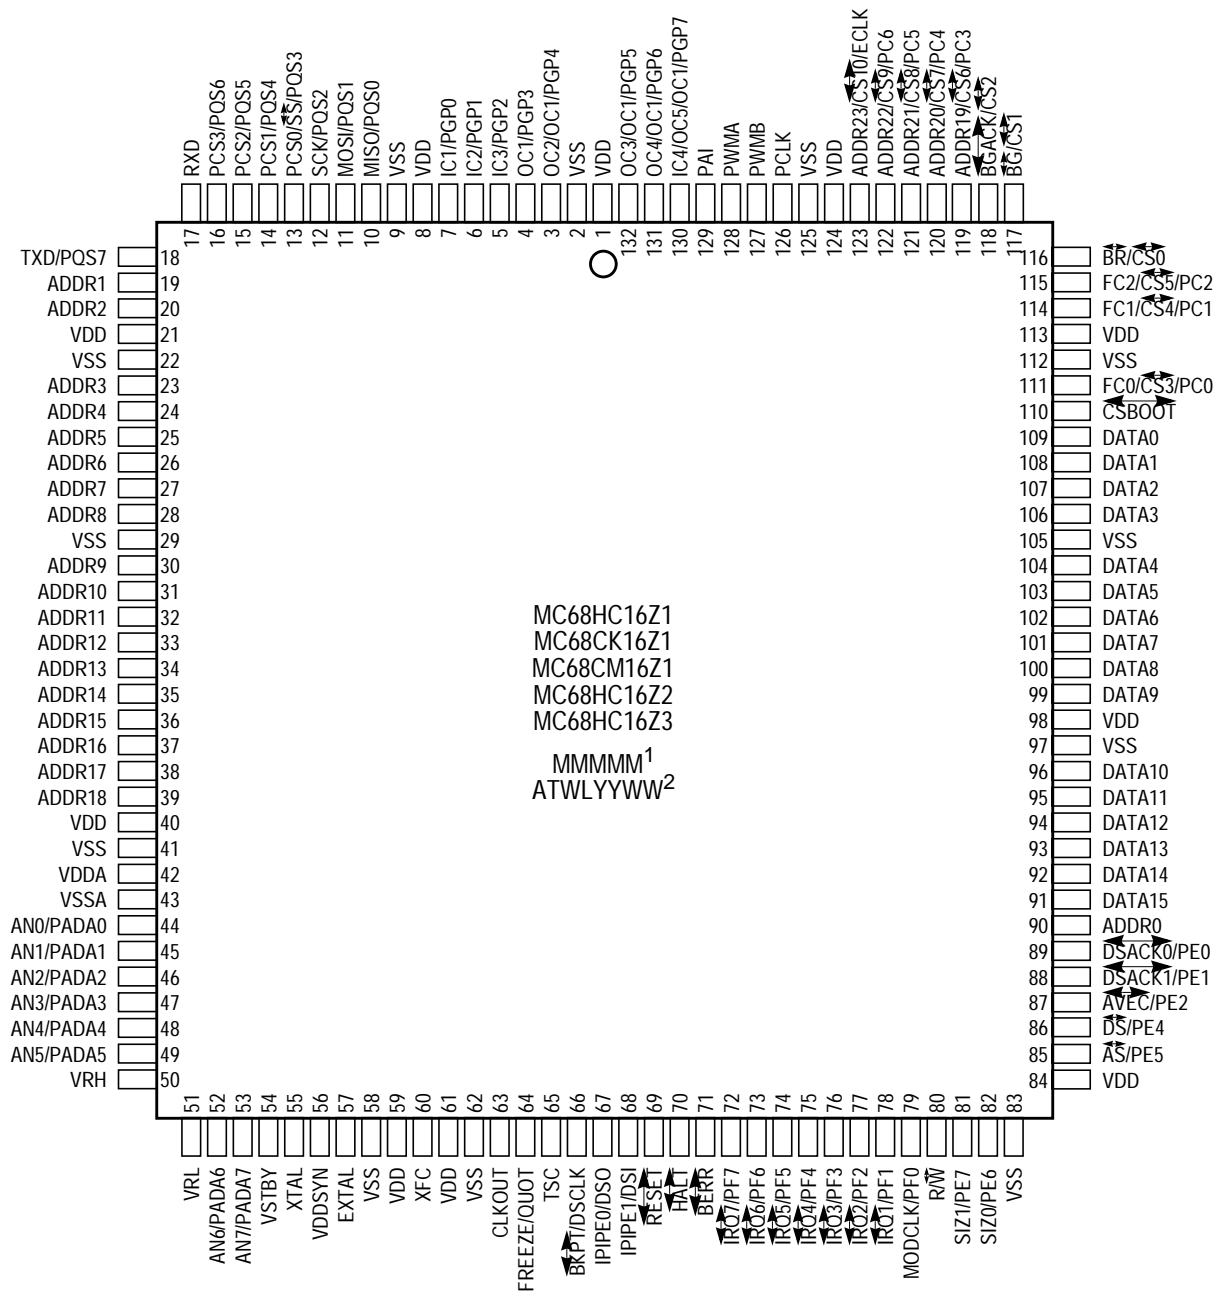 RXD
PCS3/PQS6
PCS2/PQS5
PCS1/PQS4
PCS0/SS/PQS3
SCK/PQS2
MOSI/PQS1
MISO/PQS0
VSS
VDD
IC1/PGP0
IC2/PGP1
IC3/PGP2
OC1/PGP3
OC2/OC1/PGP4
VSS
VDD
OC3/OC1/PGP5
OC4/OC1/PGP6
IC4/OC5/OC1/PGP7
PAI
PWMA
PWMB
PCLK
VSS
VDD
ADDR23/CS10/ECLK
ADDR22/CS9/PC6
ADDR21/CS8/PC5
ADDR20/CS7/PC4
ADDR19/CS6/PC3
BGACK/CS2
BG/CS1
17
16
15
14
13
12
11
10
9
8
7
6
5
4
3
2
1
132
131
130
129
128
127
126
125
124
123
122
121
120
119
118
117
TXD/PQS7 18
ADDR1 19
ADDR2 20
VDD 21
VSS 22
ADDR3 23
ADDR4 24
ADDR5 25
ADDR6 26
ADDR7 27
ADDR8 28
VSS 29
ADDR9 30
ADDR10 31
ADDR11 32
ADDR12 33
ADDR13 34
ADDR14 35
ADDR15 36
ADDR16 37
ADDR17 38
ADDR18 39
VDD 40
VSS 41
VDDA 42
VSSA 43
AN0/PADA0 44
AN1/PADA1 45
AN2/PADA2 46
AN3/PADA3 47
AN4/PADA4 48
AN5/PADA5 49
VRH 50
MC68HC16Z1
MC68CK16Z1
MC68CM16Z1
MC68HC16Z2
MC68HC16Z3
MMMMM1
ATWLYYWW2
116 BR/CS0
115 FC2/CS5/PC2
114 FC1/CS4/PC1
113 VDD
112 VSS
111 FC0/CS3/PC0
110 CSBOOT
109 DATA0
108 DATA1
107 DATA2
106 DATA3
105 VSS
104 DATA4
103 DATA5
102 DATA6
101 DATA7
100 DATA8
99 DATA9
98 VDD
97 VSS
96 DATA10
95 DATA11
94 DATA12
93 DATA13
92 DATA14
91 DATA15
90 ADDR0
89 DSACK0/PE0
88 DSACK1/PE1
87 AVEC/PE2
86 DS/PE4
85 AS/PE5
84 VDD
51
52
53
54
55
56
57
58
59
60
61
62
63
64
65
66
67
68
69
70
71
72
73
74
75
76
77
78
79
80
81
82
83
VRL
AN6/PADA6
AN7/PADA7
VSTBY
XTAL
VDDSYN
EXTAL
VSS
VDD
XFC
VDD
VSS
CLKOUT
FREEZE/QUOT
TSC
BKPT/DSCLK
IPIPE0/DSO
IPIPE1/DSI
RESET
HALT
BERR
IRQ7/PF7
IRQ6/PF6
IRQ5/PF5
IRQ4/PF4
IRQ3/PF3
IRQ2/PF2
IRQ1/PF1
MODCLK/PF0
R/W
SIZ1/PE7
SIZ0/PE6
VSS